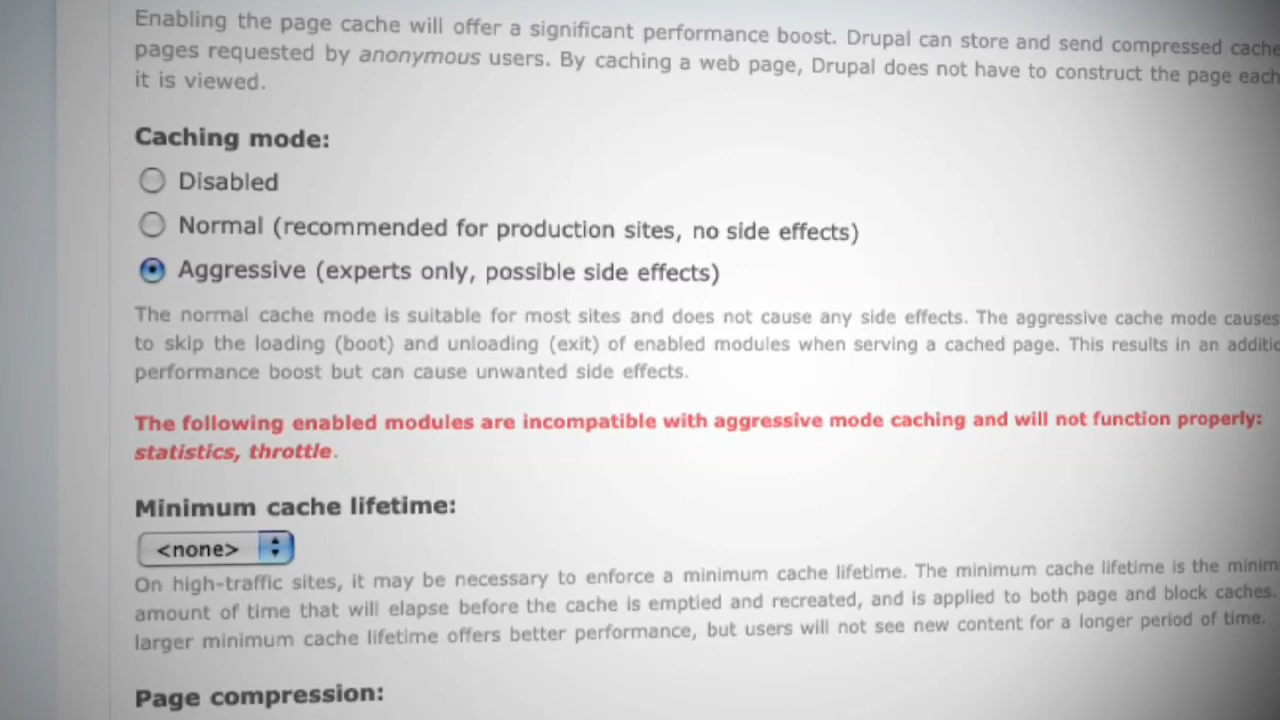 Enabling the page cache will offer a significant performance boost. Drupal can store and send compressed cache
pages requested by anonymous users. By caching a web page, Drupal does not have to construct the page each
it is viewed.
Caching mode:
Disabled
Normal (recommended for production sites, no side effects)
Aggressive (experts only, possible side effects)
The normal cache mode is suitable for most sites and does not cause any side effects. The aggressive cache mode causes
to skip the loading (boot) and unloading (exit) of enabled modules when serving a cached page. This results in an additio
performance boost but can cause unwanted side effects.
The following enabled modules are incompatible with aggressive mode caching and will not function properly:
statistics, throttle.
Minimum cache lifetime:
<none>
On high-traffic sites, it may be necessary to enforce a minimum cache lifetime. The minimum cache lifetime is the minim
amount of time that will elapse before the cache is emptied and recreated, and is applied to both page and block caches.
larger minimum cache lifetime offers better performance, but users will not see new content for a longer period of time.
Page compression: